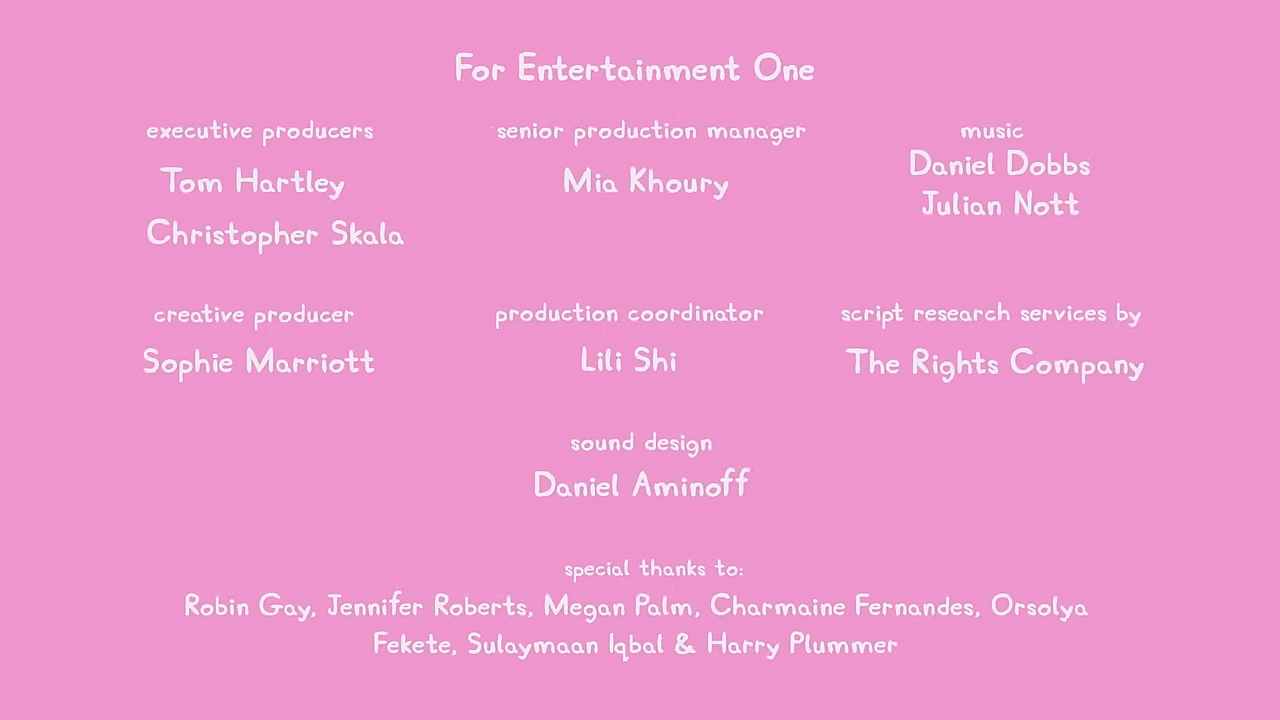 For Entertainment One
executive producers
Tom Hartley
Christopher Skala
senior production manager
Mia Khoury
music
Daniel Dobbs
Julian Nott
creative producer
Sophie Marriott
production coordinator
Lili Shi
script research services by
The Rights Company
sound design
Daniel Aminoff
special thanks to:
Robin Gay, Jennifer Roberts, Megan Palm, Charmaine Fernandes, Orsolya
Fekete, Sulaymaan Iqbal & Harry Plummer